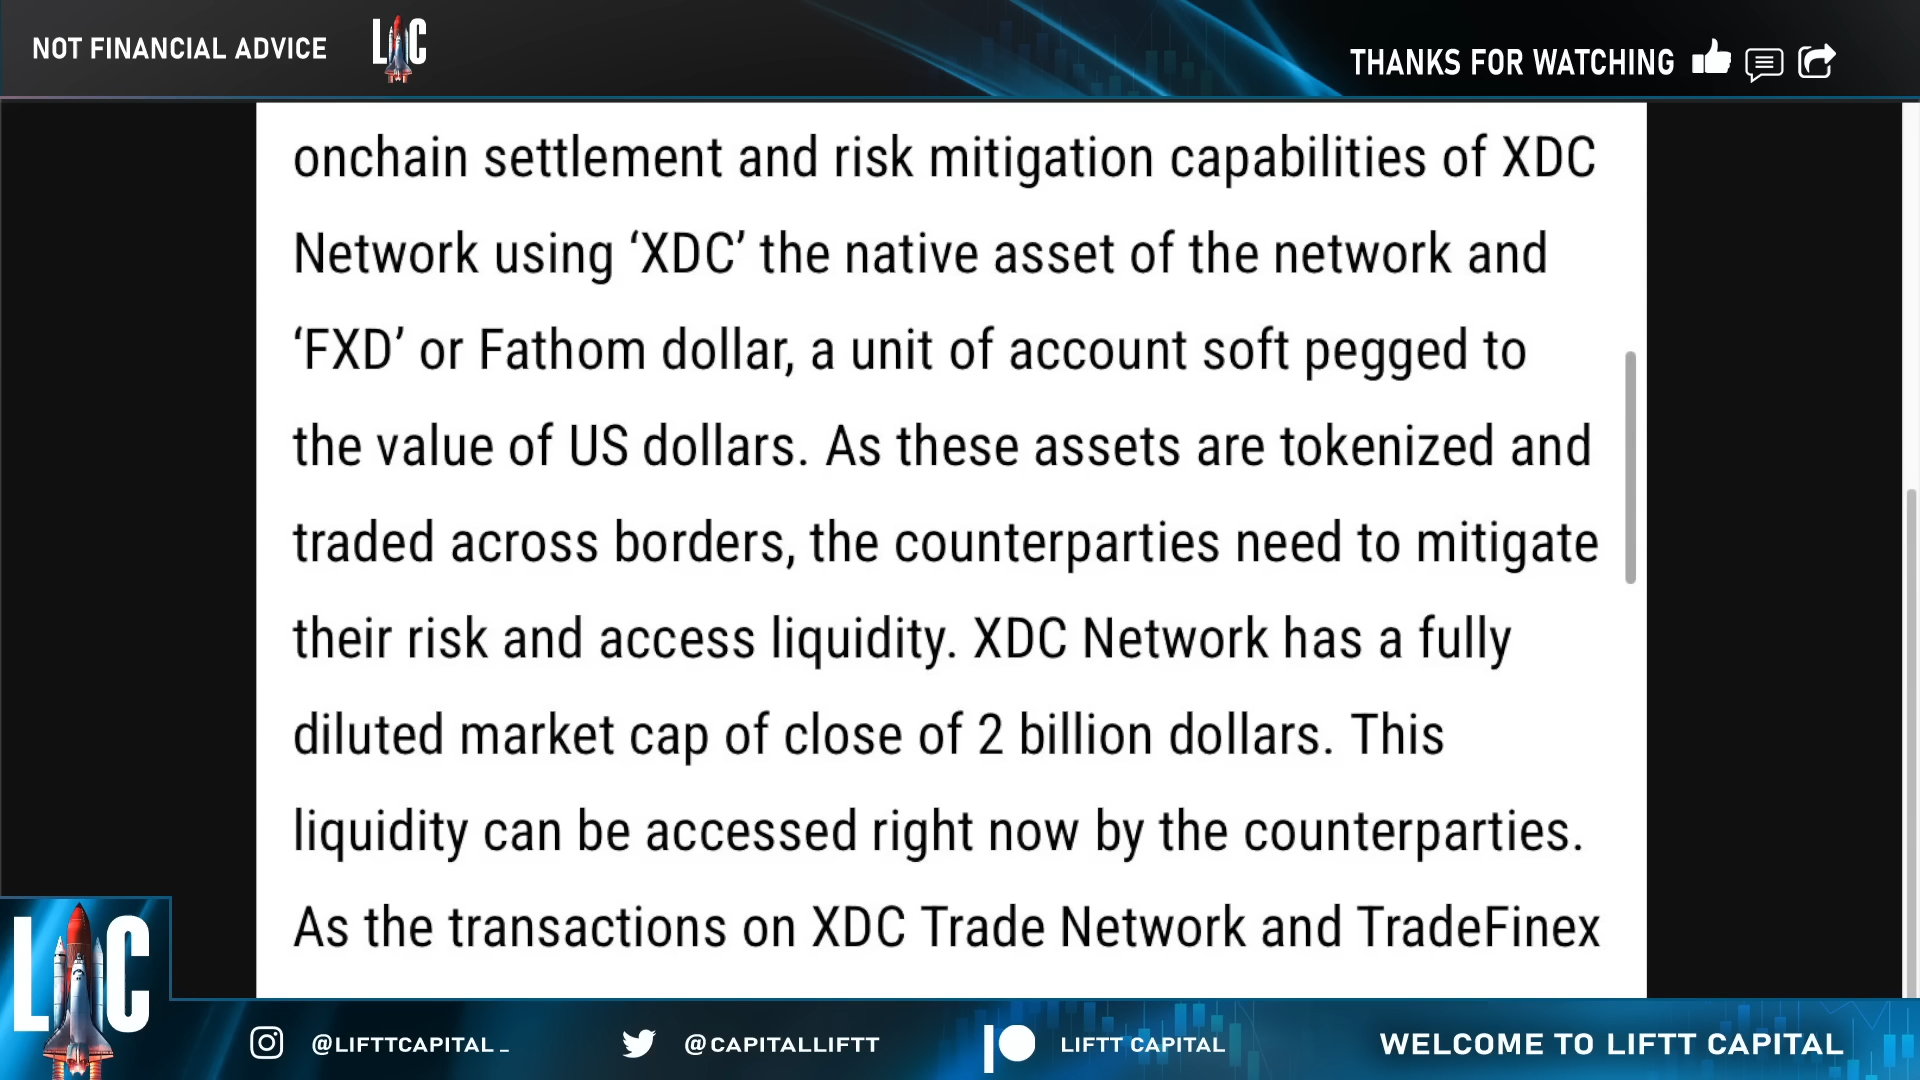 NOT FINANCIAL ADVICE
LC
THANKS FOR WATCHING
onchain settlement and risk mitigation capabilities of XDC
Network using ‘XDC’ the native asset of the network and
‘FXD’ or Fathom dollar, a unit of account soft pegged to
the value of US dollars. As these assets are tokenized and
traded across borders, the counterparties need to mitigate
their risk and access liquidity. XDC Network has a fully
diluted market cap of close of 2 billion dollars. This
liquidity can be accessed right now by the counterparties.
As the transactions on XDC Trade Network and TradeFinex
LC
@LIFTTCAPITAL_
@CAPITALLIFTT
LIFTT CAPITAL
WELCOME TO LIFTT CAPITAL